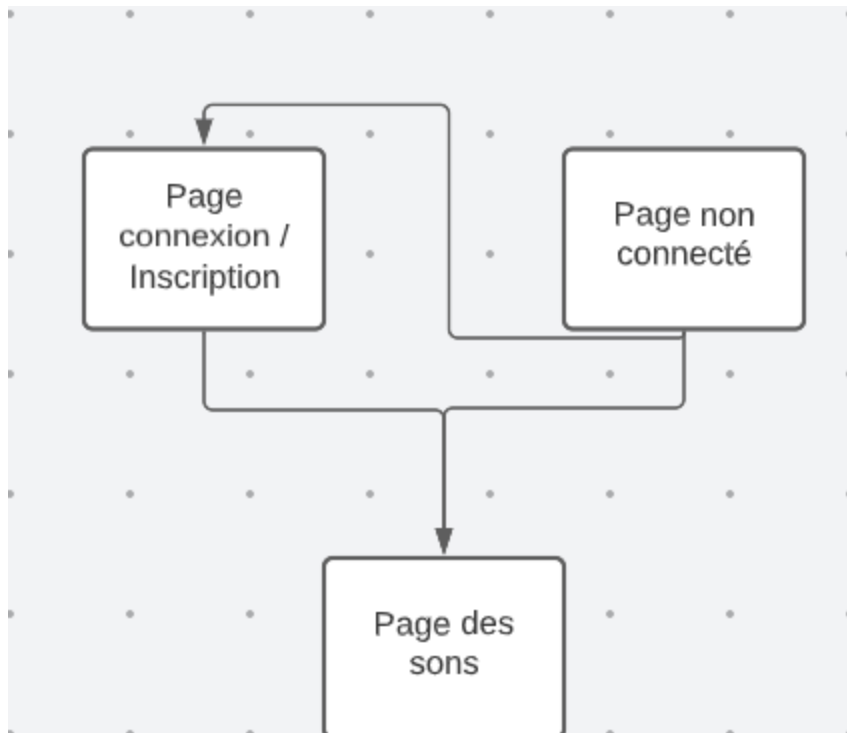 Page
connexion /
Inscription
Page non
connecté
Page des
sons